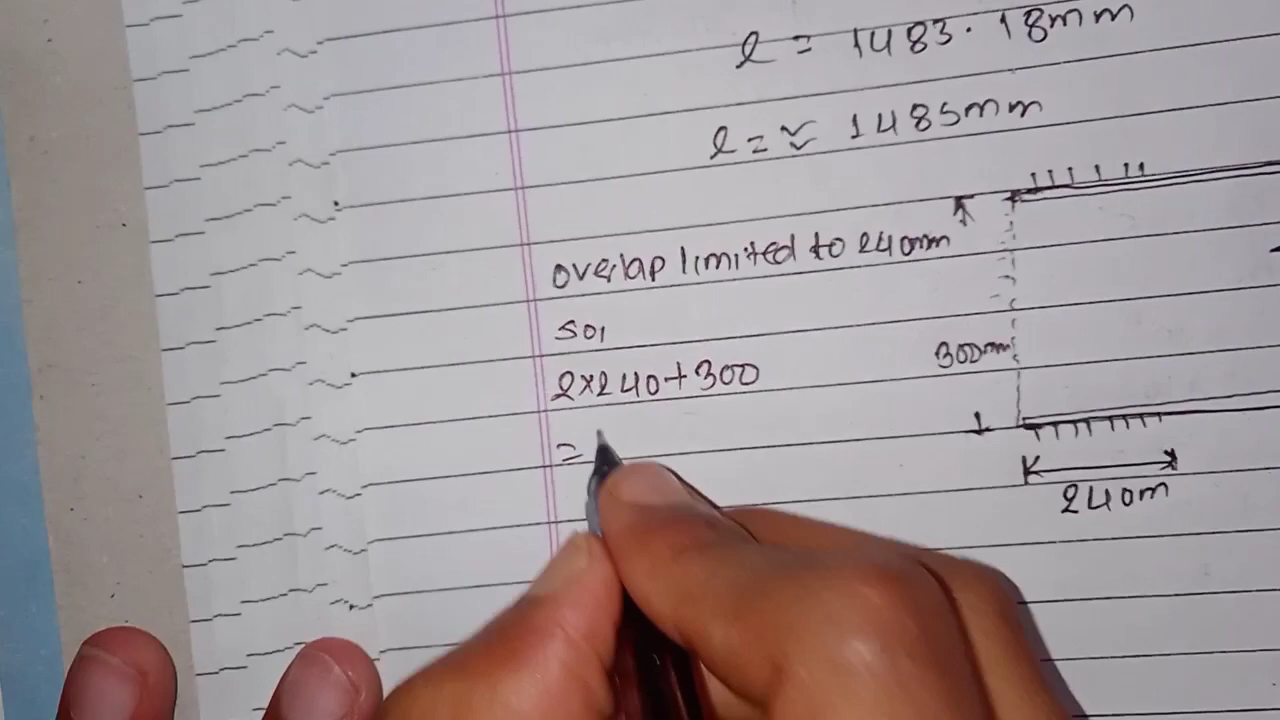 l = 1483.18mm
l = ≈ 1485mm
overlap limited to 240mm
so,
2×240+300
=
300mm
240m